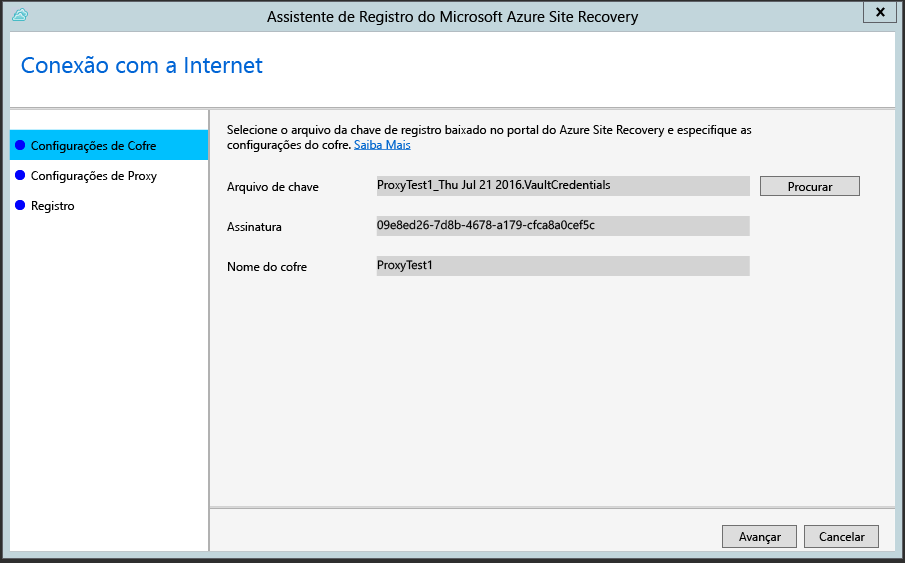 Assistente de Registro do Microsoft Azure Site Recovery
X
Conexão com a Internet
Configurações de Cofre
Configurações de Proxy
Registro
Selecione o arquivo da chave de registro baixado no portal do Azure Site Recovery e especifique as
configurações do cofre. Saiba Mais
Arquivo de chave
ProxyTest1_Thu Jul 21 2016.VaultCredentials
Procurar
Assinatura
09e8ed26-7d8b-4678-a179-cfca8a0cef5c
Nome do cofre
ProxyTest1
Avançar
Cancelar